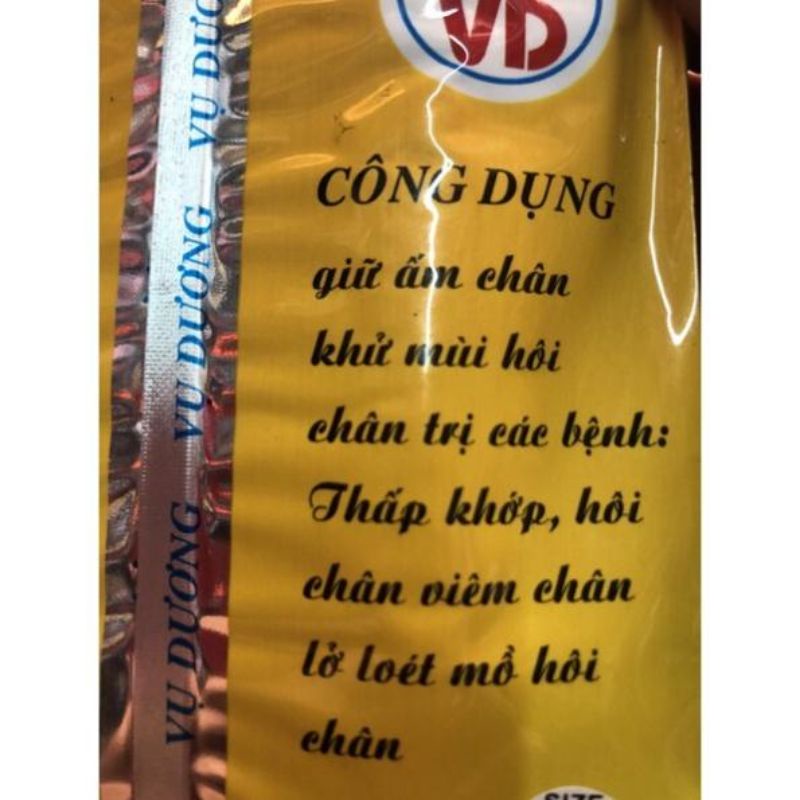 VD
CÔNG DỤNG
giữ ấm chân
khử mùi hôi
chân trị các bệnh:
Thấp khớp, hôi
chân viêm chân
lở loét mồ hôi
chân
SIZE
VỤ DƯƠNG
VỤ DƯƠNG
VỤ DƯƠNG